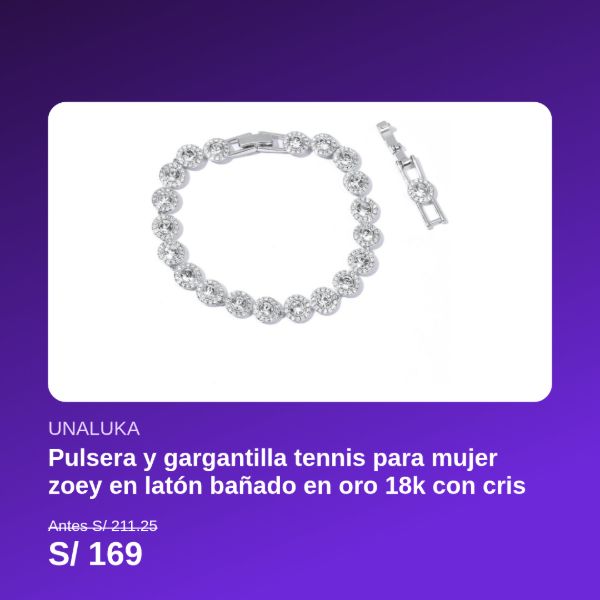 UNALUKA
Pulsera y gargantilla tennis para mujer
zoey en latón bañado en oro 18k con cris
Antes S/ 211.25
S/ 169